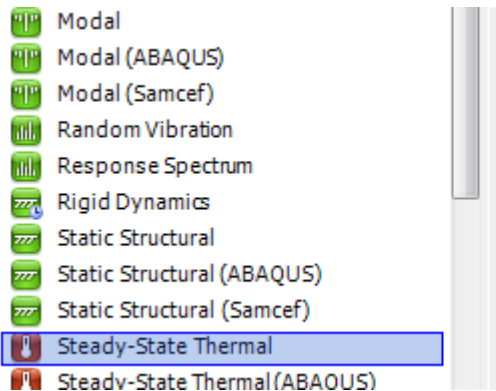 Modal
Modal (ABAQUS)
Modal (Samcef)
Random Vibration
Response Spectrum
Rigid Dynamics
Static Structural
Static Structural (ABAQUS)
Static Structural (Samcef)
Steady-State Thermal
Steady-State Thermal (ABAQUS)